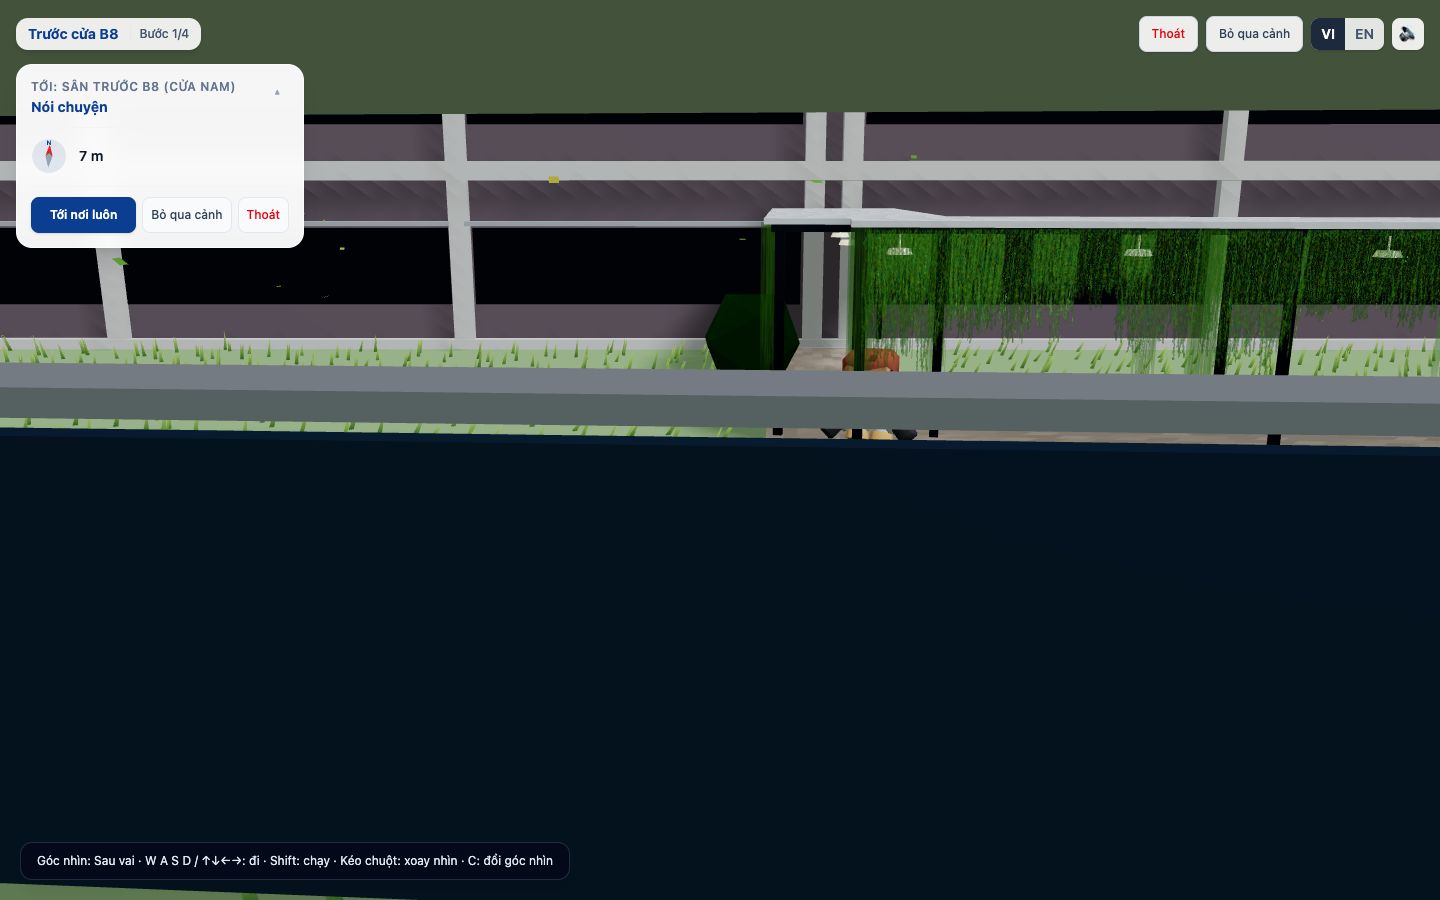 Trước cửa B8
Bước 1/4
Thoát
Bỏ qua cảnh
VI
EN
TỚI: SÂN TRƯỚC B8 (CỬA NAM)
Nói chuyện
N
7 m
Tới nơi luôn
Bỏ qua cảnh
Thoát
Góc nhìn: Sau vai · W A S D / ↑↓←→: đi · Shift: chạy · Kéo chuột: xoay nhìn · C: đổi góc nhìn